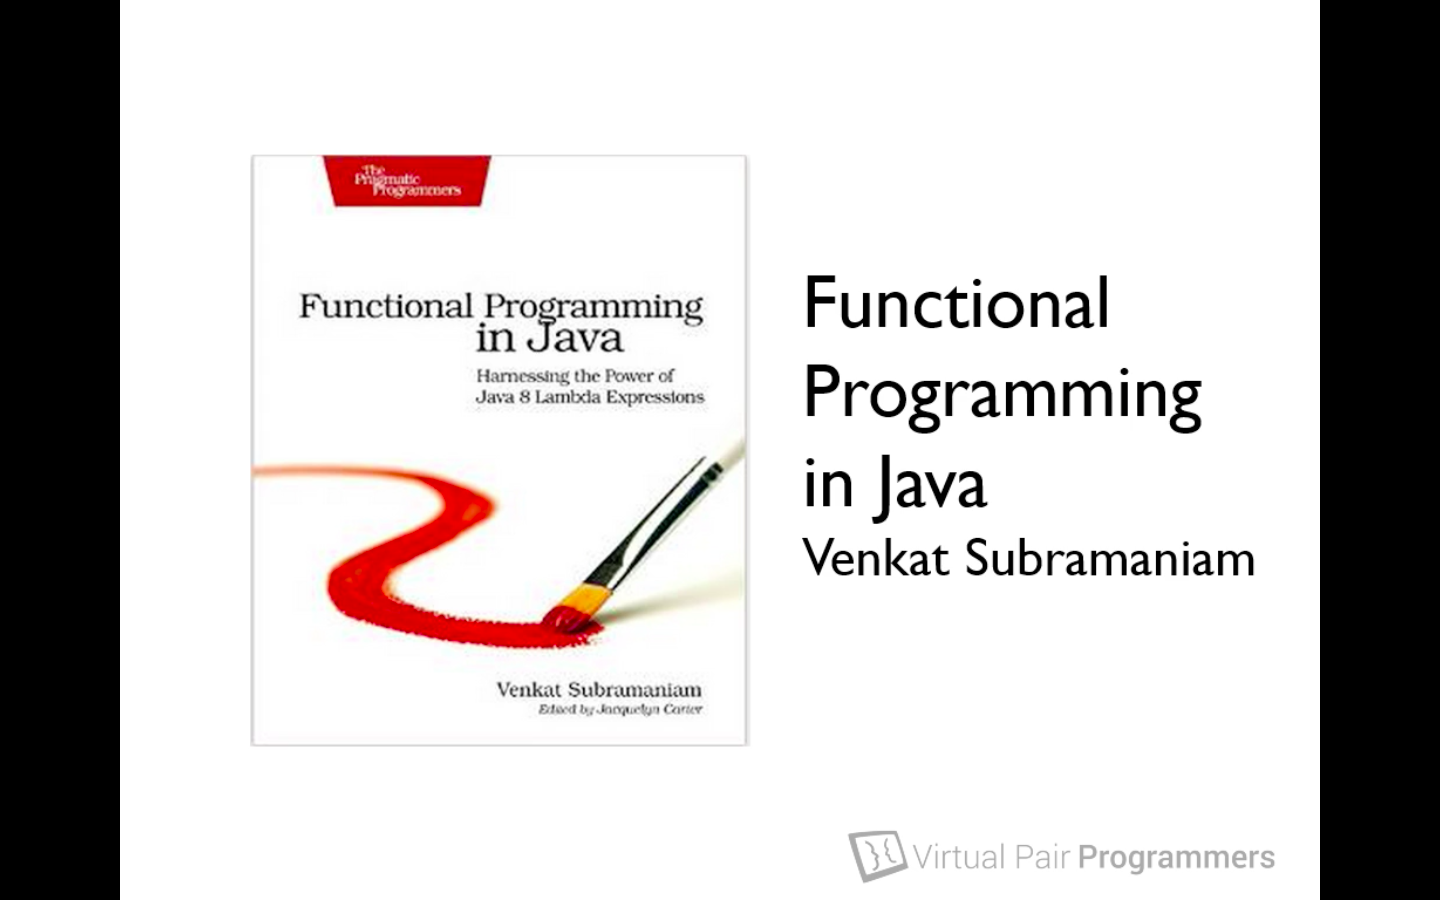 The
Pragmatic
Programmers
Functional Programming
in Java
Harnessing the Power of
Java 8 Lambda Expressions
Venkat Subramaniam
Edited by Jacquelyn Carter
Functional
Programming
in Java
Venkat Subramaniam
Virtual Pair Programmers